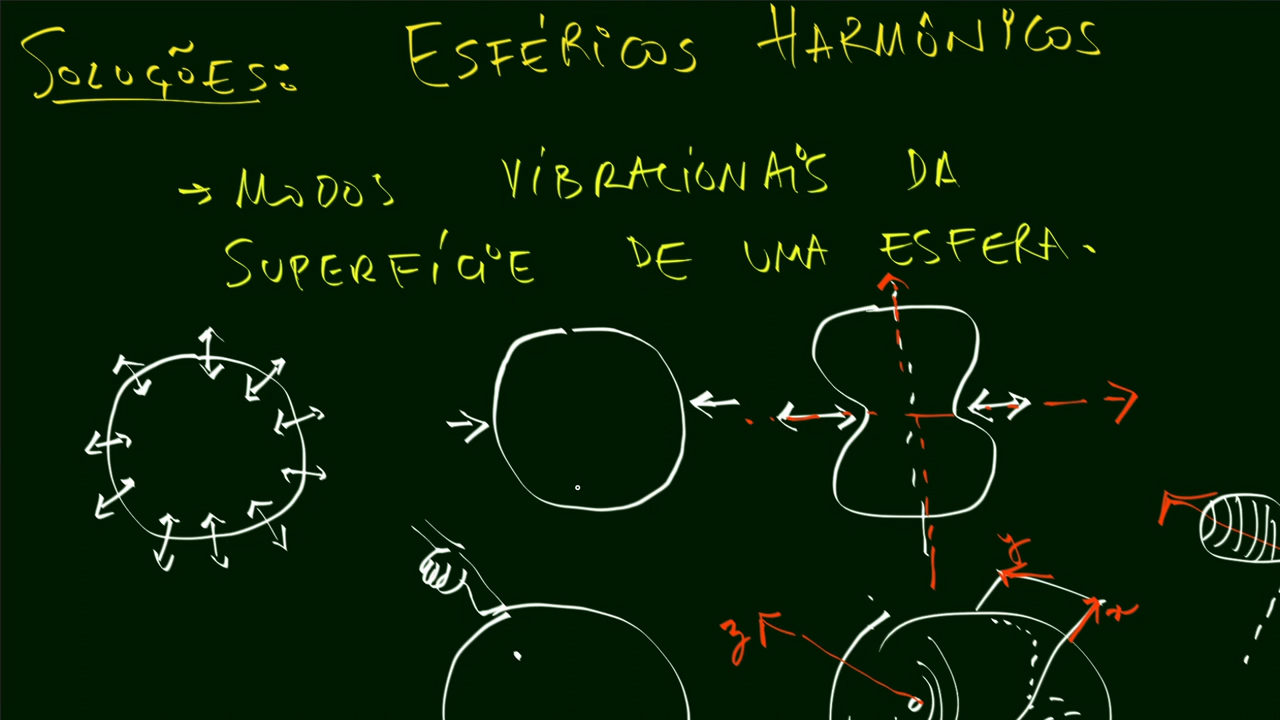 SOLUÇÕES: ESFÉRICOS HARMÔNICOS
→ MODOS VIBRACIONAIS DA
SUPERFÍCIE DE UMA ESFERA.
y
x
z